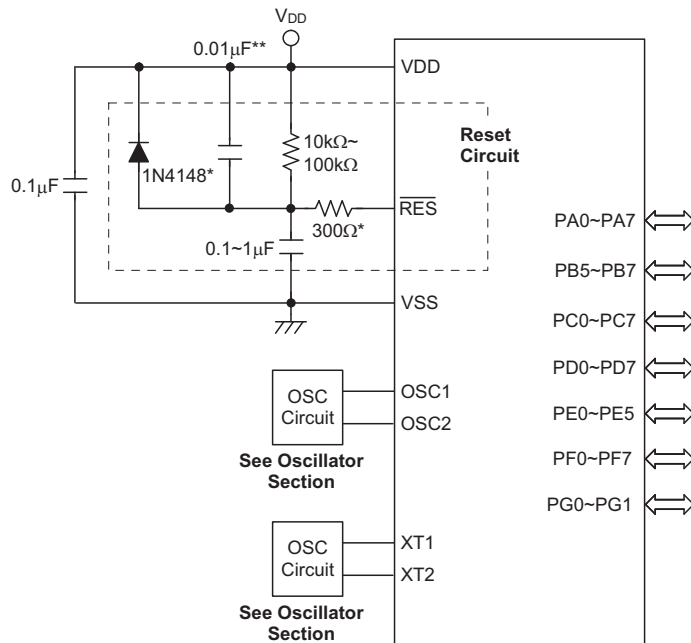 VDD
0.01μF**
VDD
Reset
Circuit
10kΩ~
100kΩ
1N4148*
0.1μF
RES
300Ω*
0.1~1μF
VSS
PA0~PA7
PB5~PB7
PC0~PC7
PD0~PD7
PE0~PE5
PF0~PF7
PG0~PG1
OSC
Circuit
OSC1
OSC2
See Oscillator
Section
OSC
Circuit
XT1
XT2
See Oscillator
Section